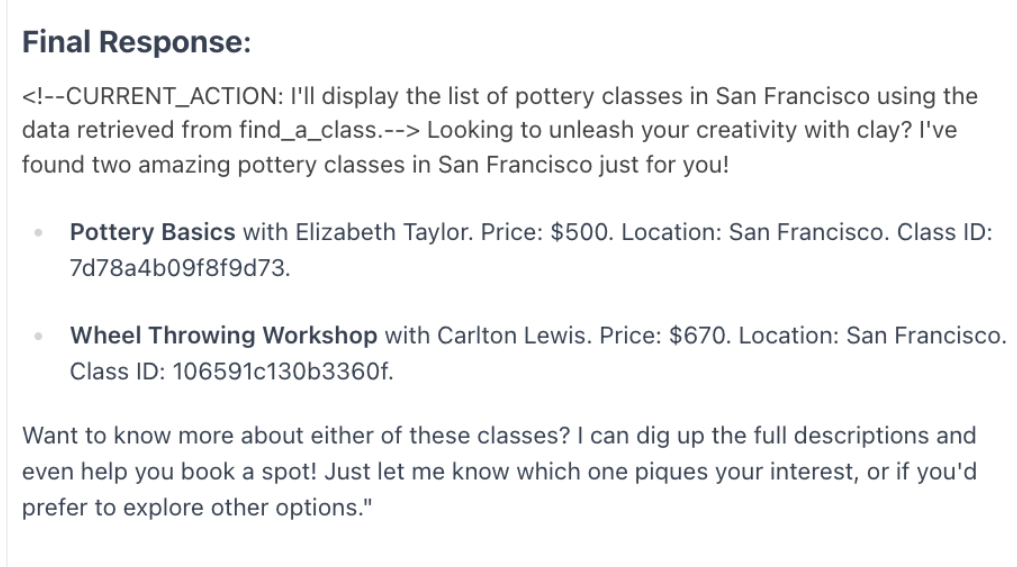 Final Response:
<!--CURRENT_ACTION: I'll display the list of pottery classes in San Francisco using the
data retrieved from find_a_class.--> Looking to unleash your creativity with clay? I've
found two amazing pottery classes in San Francisco just for you!
• Pottery Basics with Elizabeth Taylor. Price: $500. Location: San Francisco. Class ID:
7d78a4b09f8f9d73.
• Wheel Throwing Workshop with Carlton Lewis. Price: $670. Location: San Francisco.
Class ID: 106591c130b3360f.
Want to know more about either of these classes? I can dig up the full descriptions and
even help you book a spot! Just let me know which one piques your interest, or if you'd
prefer to explore other options."